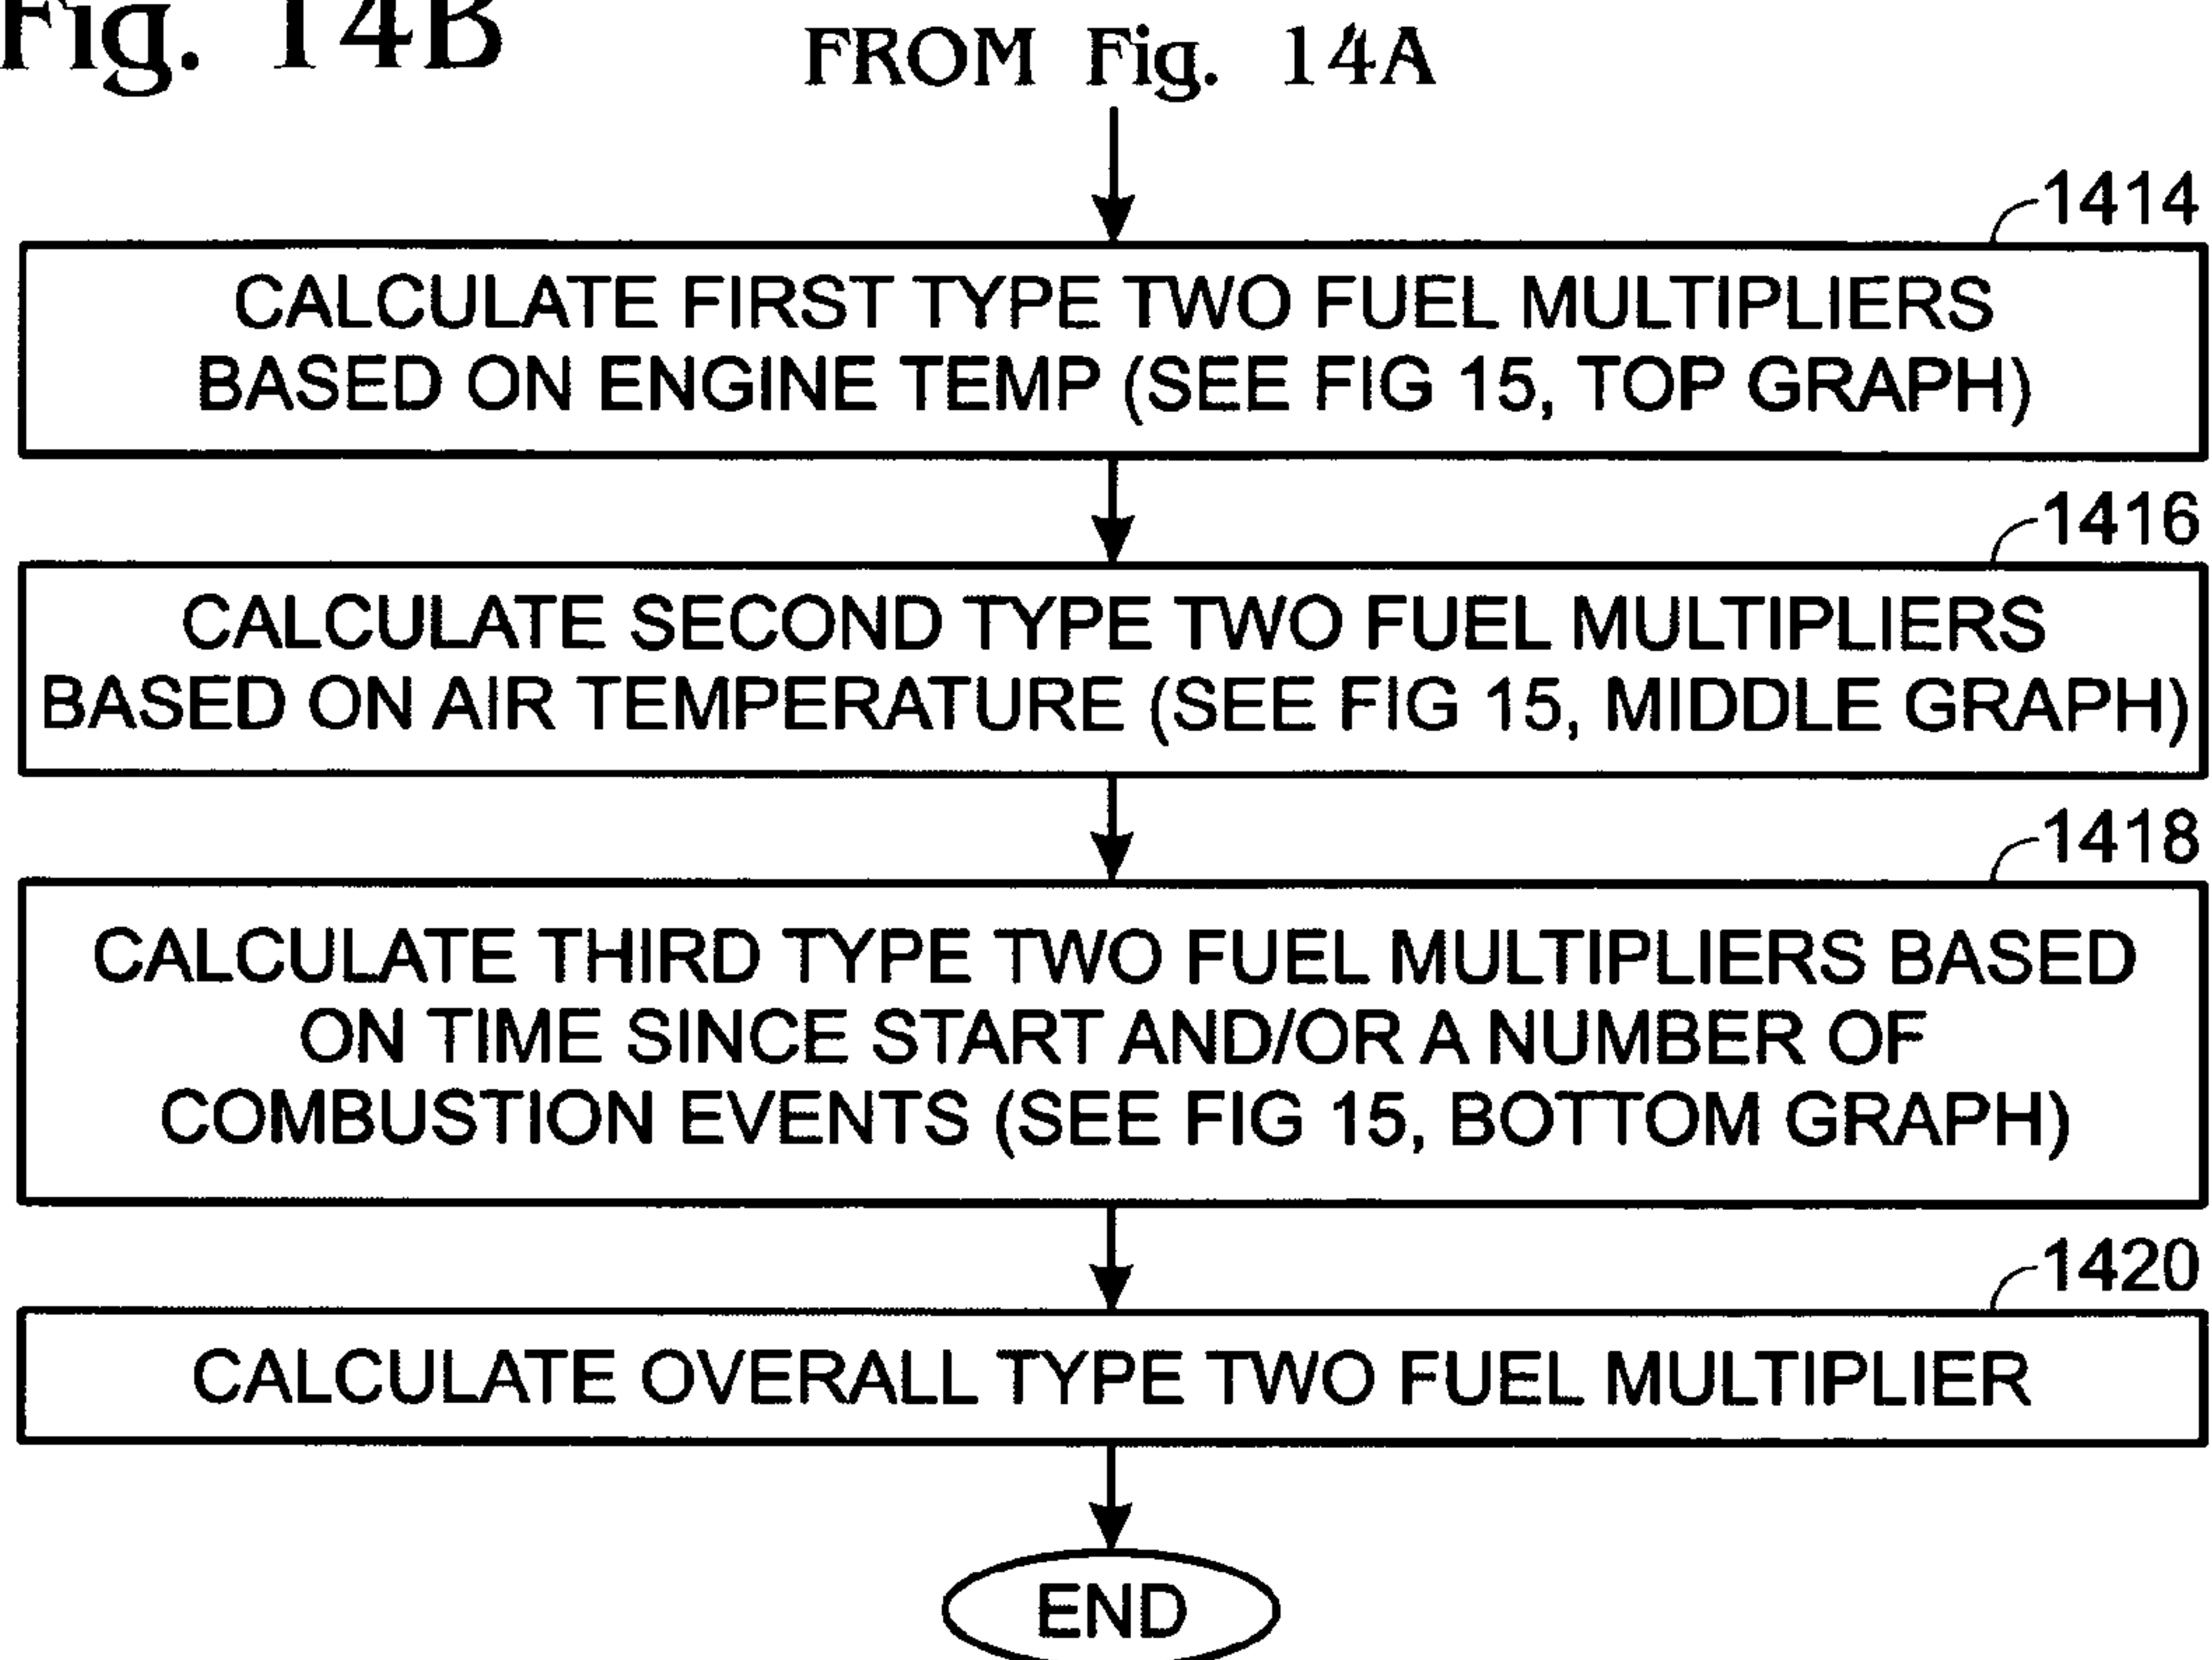 Fig. 14B
FROM Fig. 14A
1414
CALCULATE FIRST TYPE TWO FUEL MULTIPLIERS
BASED ON ENGINE TEMP (SEE FIG 15, TOP GRAPH)
1416
CALCULATE SECOND TYPE TWO FUEL MULTIPLIERS
BASED ON AIR TEMPERATURE (SEE FIG 15, MIDDLE GRAPH)
1418
CALCULATE THIRD TYPE TWO FUEL MULTIPLIERS BASED
ON TIME SINCE START AND/OR A NUMBER OF
COMBUSTION EVENTS (SEE FIG 15, BOTTOM GRAPH)
1420
CALCULATE OVERALL TYPE TWO FUEL MULTIPLIER
END